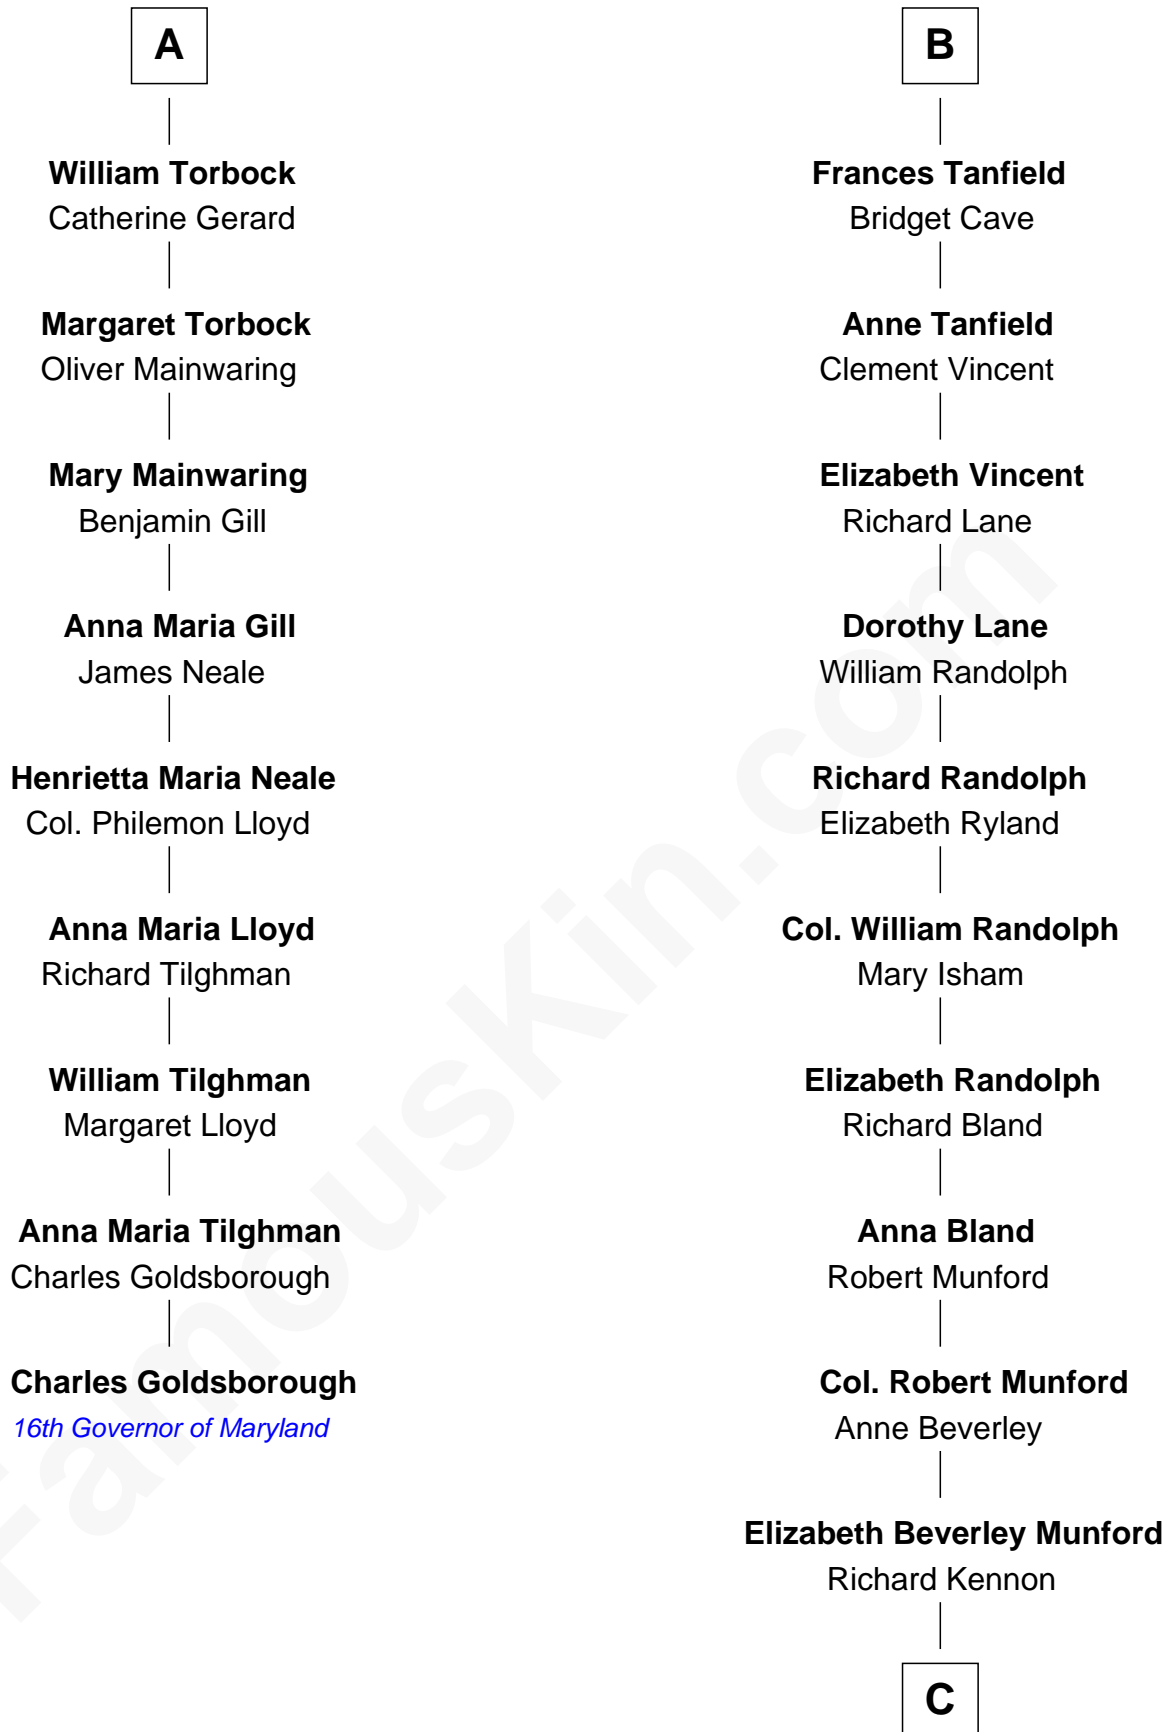 A
William Torbock
Catherine Gerard
Margaret Torbock
Oliver Mainwaring
Mary Mainwaring
Benjamin Gill
Anna Maria Gill
James Neale
Henrietta Maria Neale
Col. Philemon Lloyd
Anna Maria Lloyd
Richard Tilghman
William Tilghman
Margaret Lloyd
Anna Maria Tilghman
Charles Goldsborough
Charles Goldsborough
16th Governor of Maryland
B
Frances Tanfield
Bridget Cave
Anne Tanfield
Clement Vincent
Elizabeth Vincent
Richard Lane
Dorothy Lane
William Randolph
Richard Randolph
Elizabeth Ryland
Col. William Randolph
Mary Isham
Elizabeth Randolph
Richard Bland
Anna Bland
Robert Munford
Col. Robert Munford
Anne Beverley
Elizabeth Beverley Munford
Richard Kennon
C
FamousKin.com